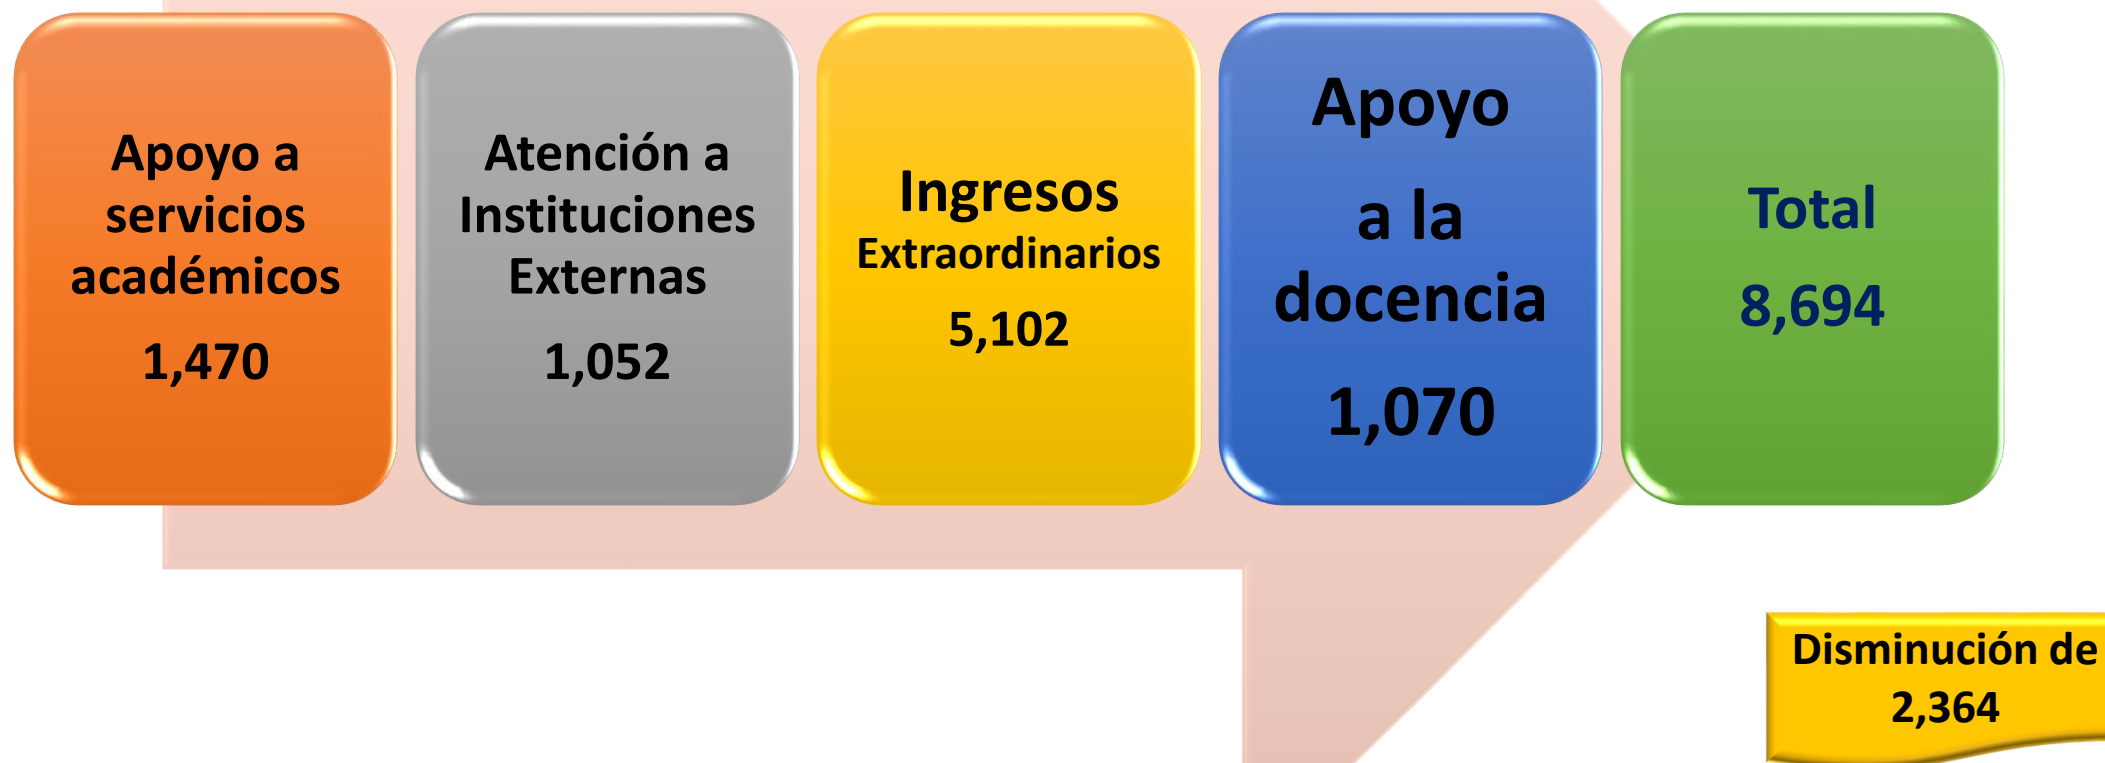 Apoyo a
servicios
académicos
1,470
Atención a
Instituciones
Externas
1,052
Ingresos
Extraordinarios
5,102
Apoyo
a la
docencia
1,070
Total
8,694
Disminución de
2,364